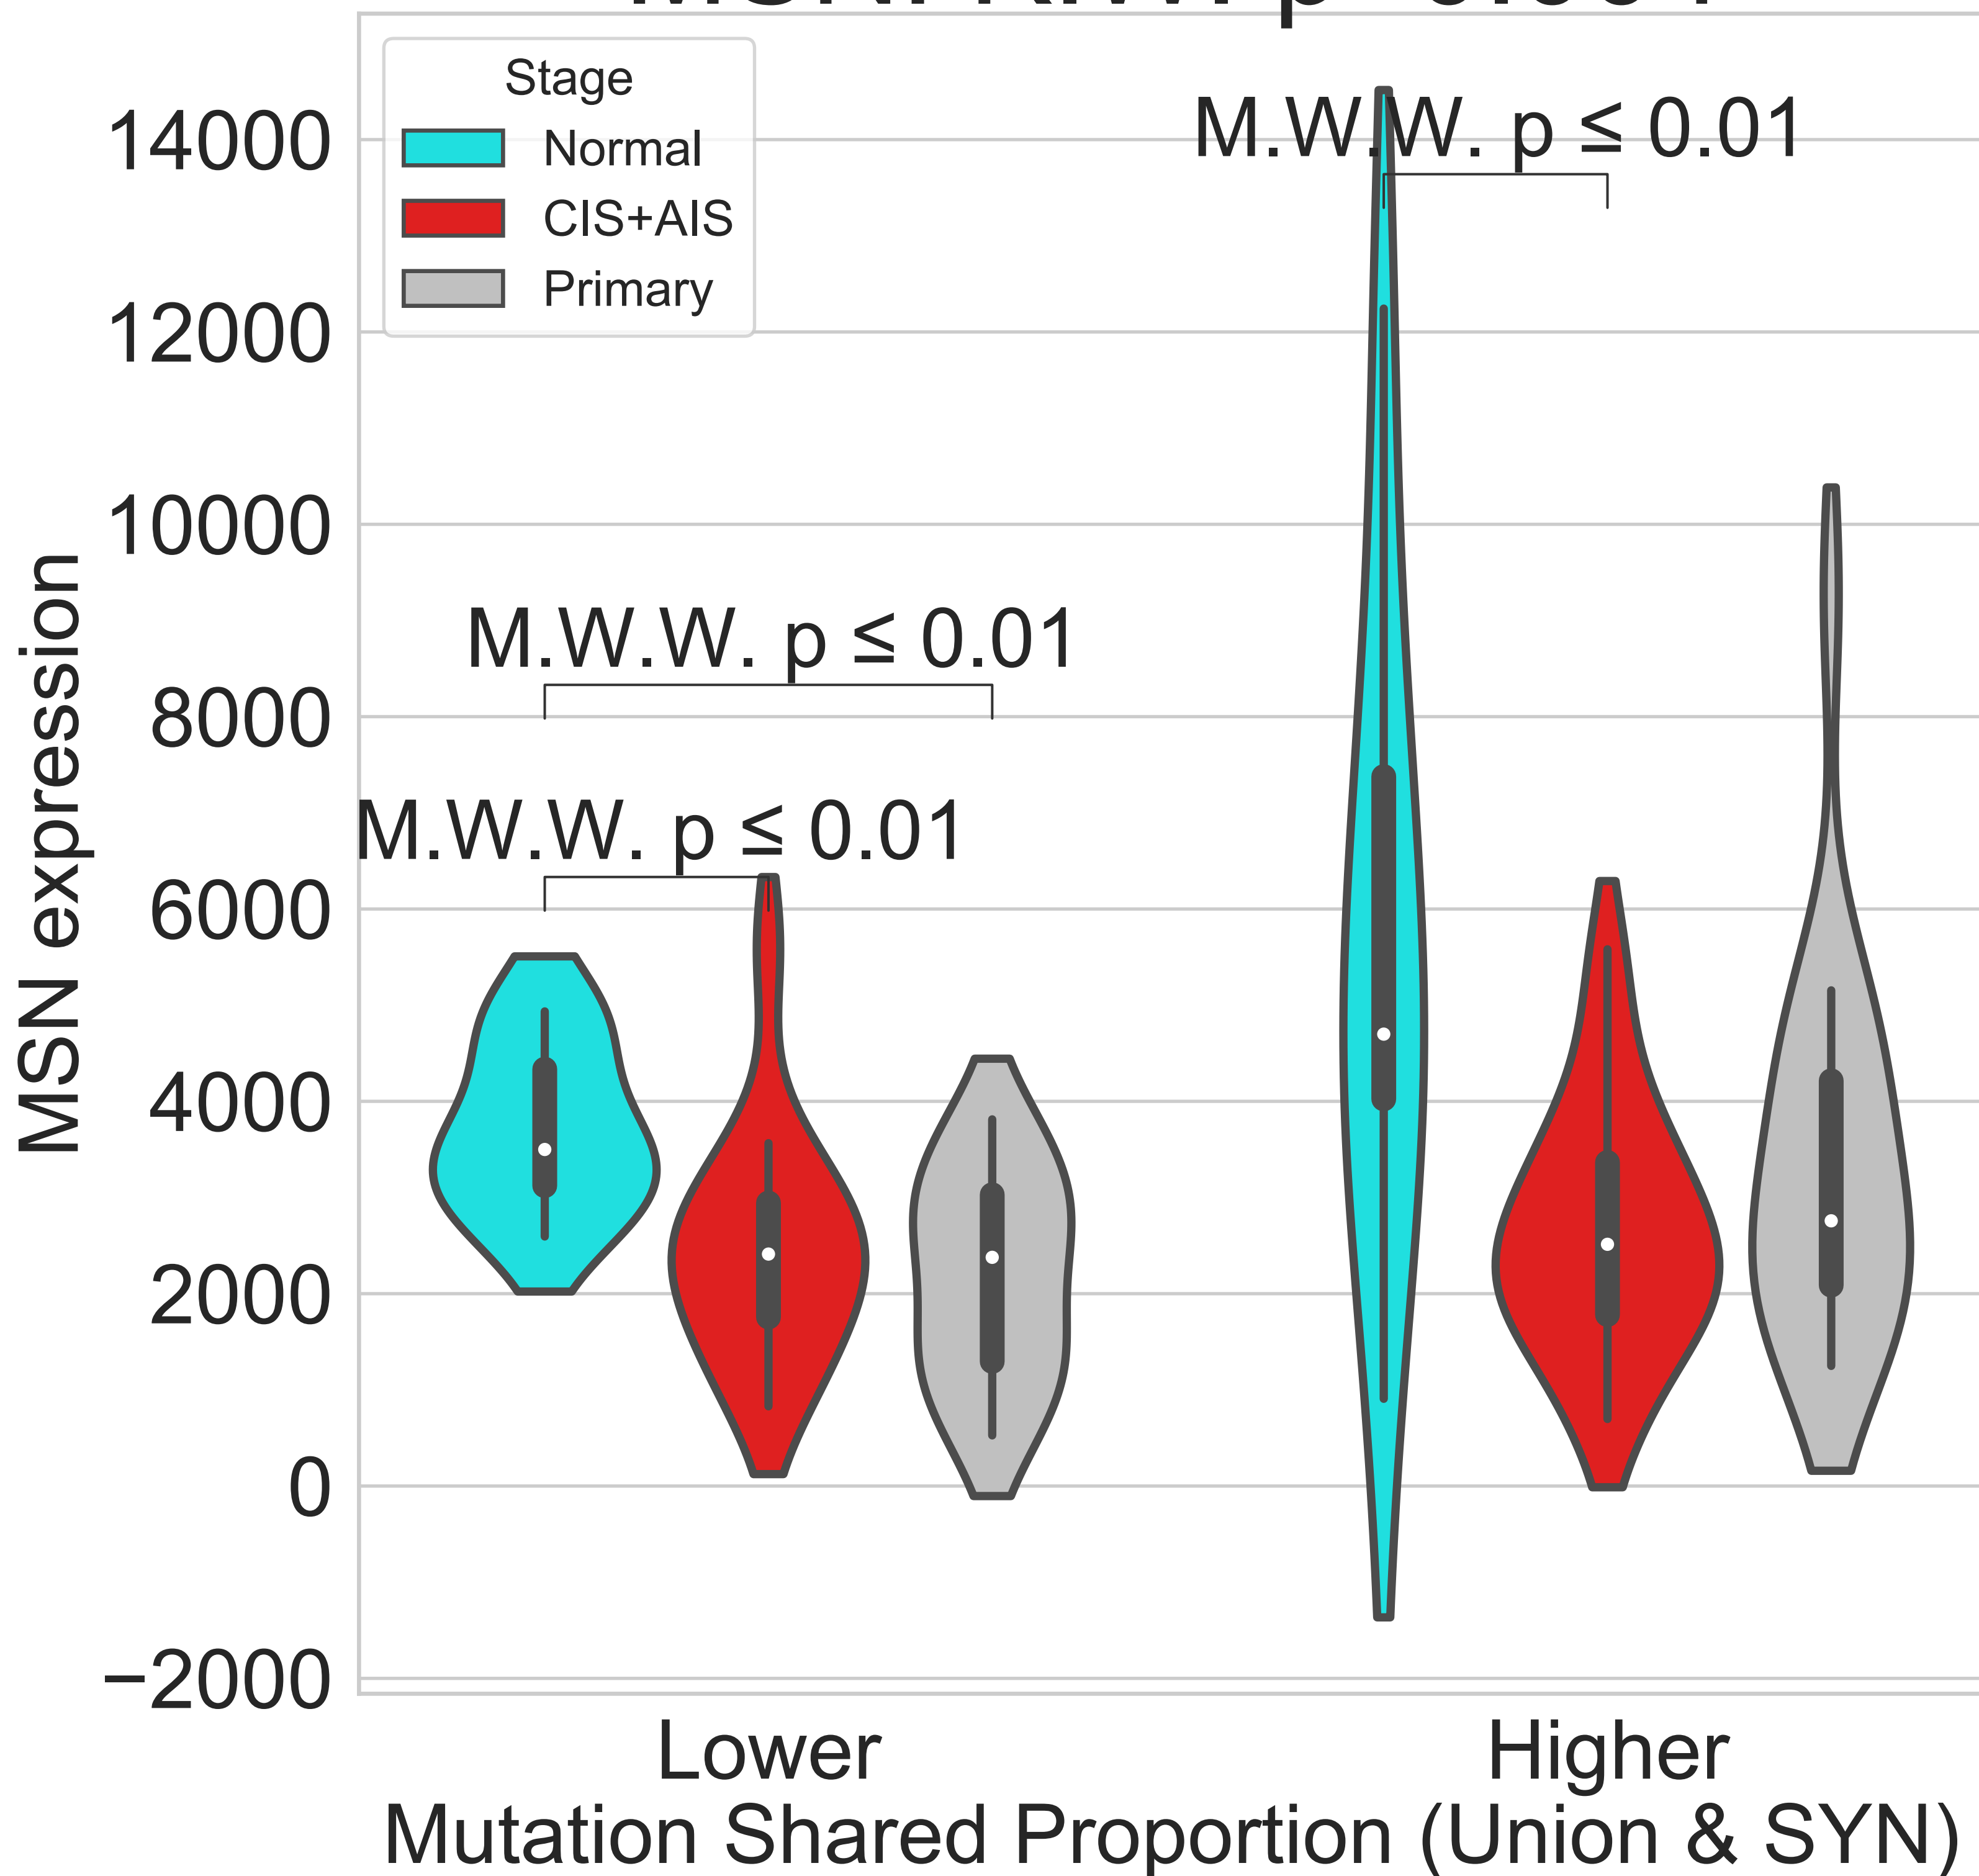 Stage
Normal
CIS+AIS
Primary
14000
12000
10000
8000
6000
4000
2000
0
−2000
MSN expression
M.W.W. p ≤ 0.01
M.W.W. p ≤ 0.01
M.W.W. p ≤ 0.01
Lower
Higher
Mutation Shared Proportion (Union & SYN)